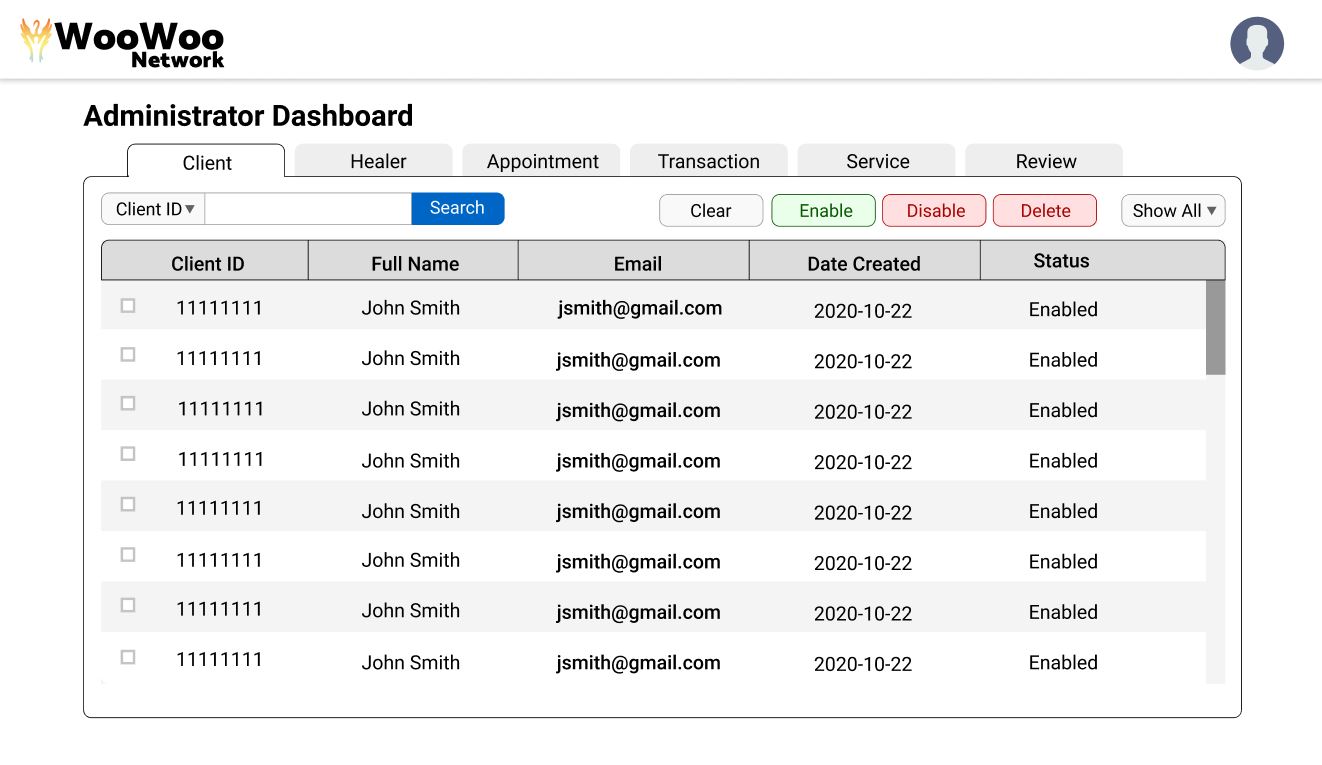 WooWoo
Network
Administrator Dashboard
Client Healer Appointment Transaction Service Review
Client ID▼ Search Clear Enable Disable Delete Show All ▼
Client ID Full Name Email Date Created Status
11111111 John Smith jsmith@gmail.com 2020-10-22 Enabled
11111111 John Smith jsmith@gmail.com 2020-10-22 Enabled
11111111 John Smith jsmith@gmail.com 2020-10-22 Enabled
11111111 John Smith jsmith@gmail.com 2020-10-22 Enabled
11111111 John Smith jsmith@gmail.com 2020-10-22 Enabled
11111111 John Smith jsmith@gmail.com 2020-10-22 Enabled
11111111 John Smith jsmith@gmail.com 2020-10-22 Enabled
11111111 John Smith jsmith@gmail.com 2020-10-22 Enabled